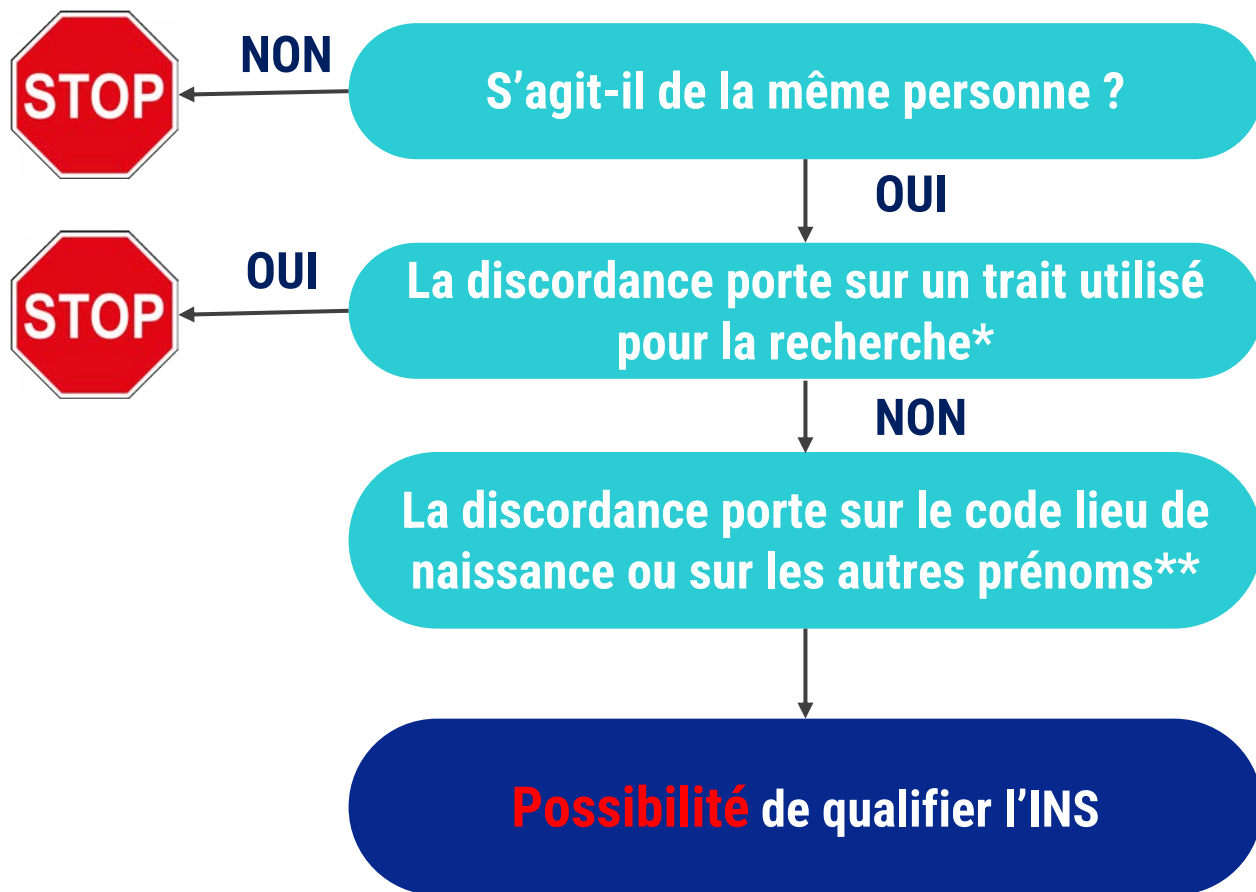 STOP
NON
S’agit-il de la même personne ?
OUI
STOP
OUI
La discordance porte sur un trait utilisé
pour la recherche*
NON
La discordance porte sur le code lieu de
naissance ou sur les autres prénoms**
Possibilité de qualifier l’INS